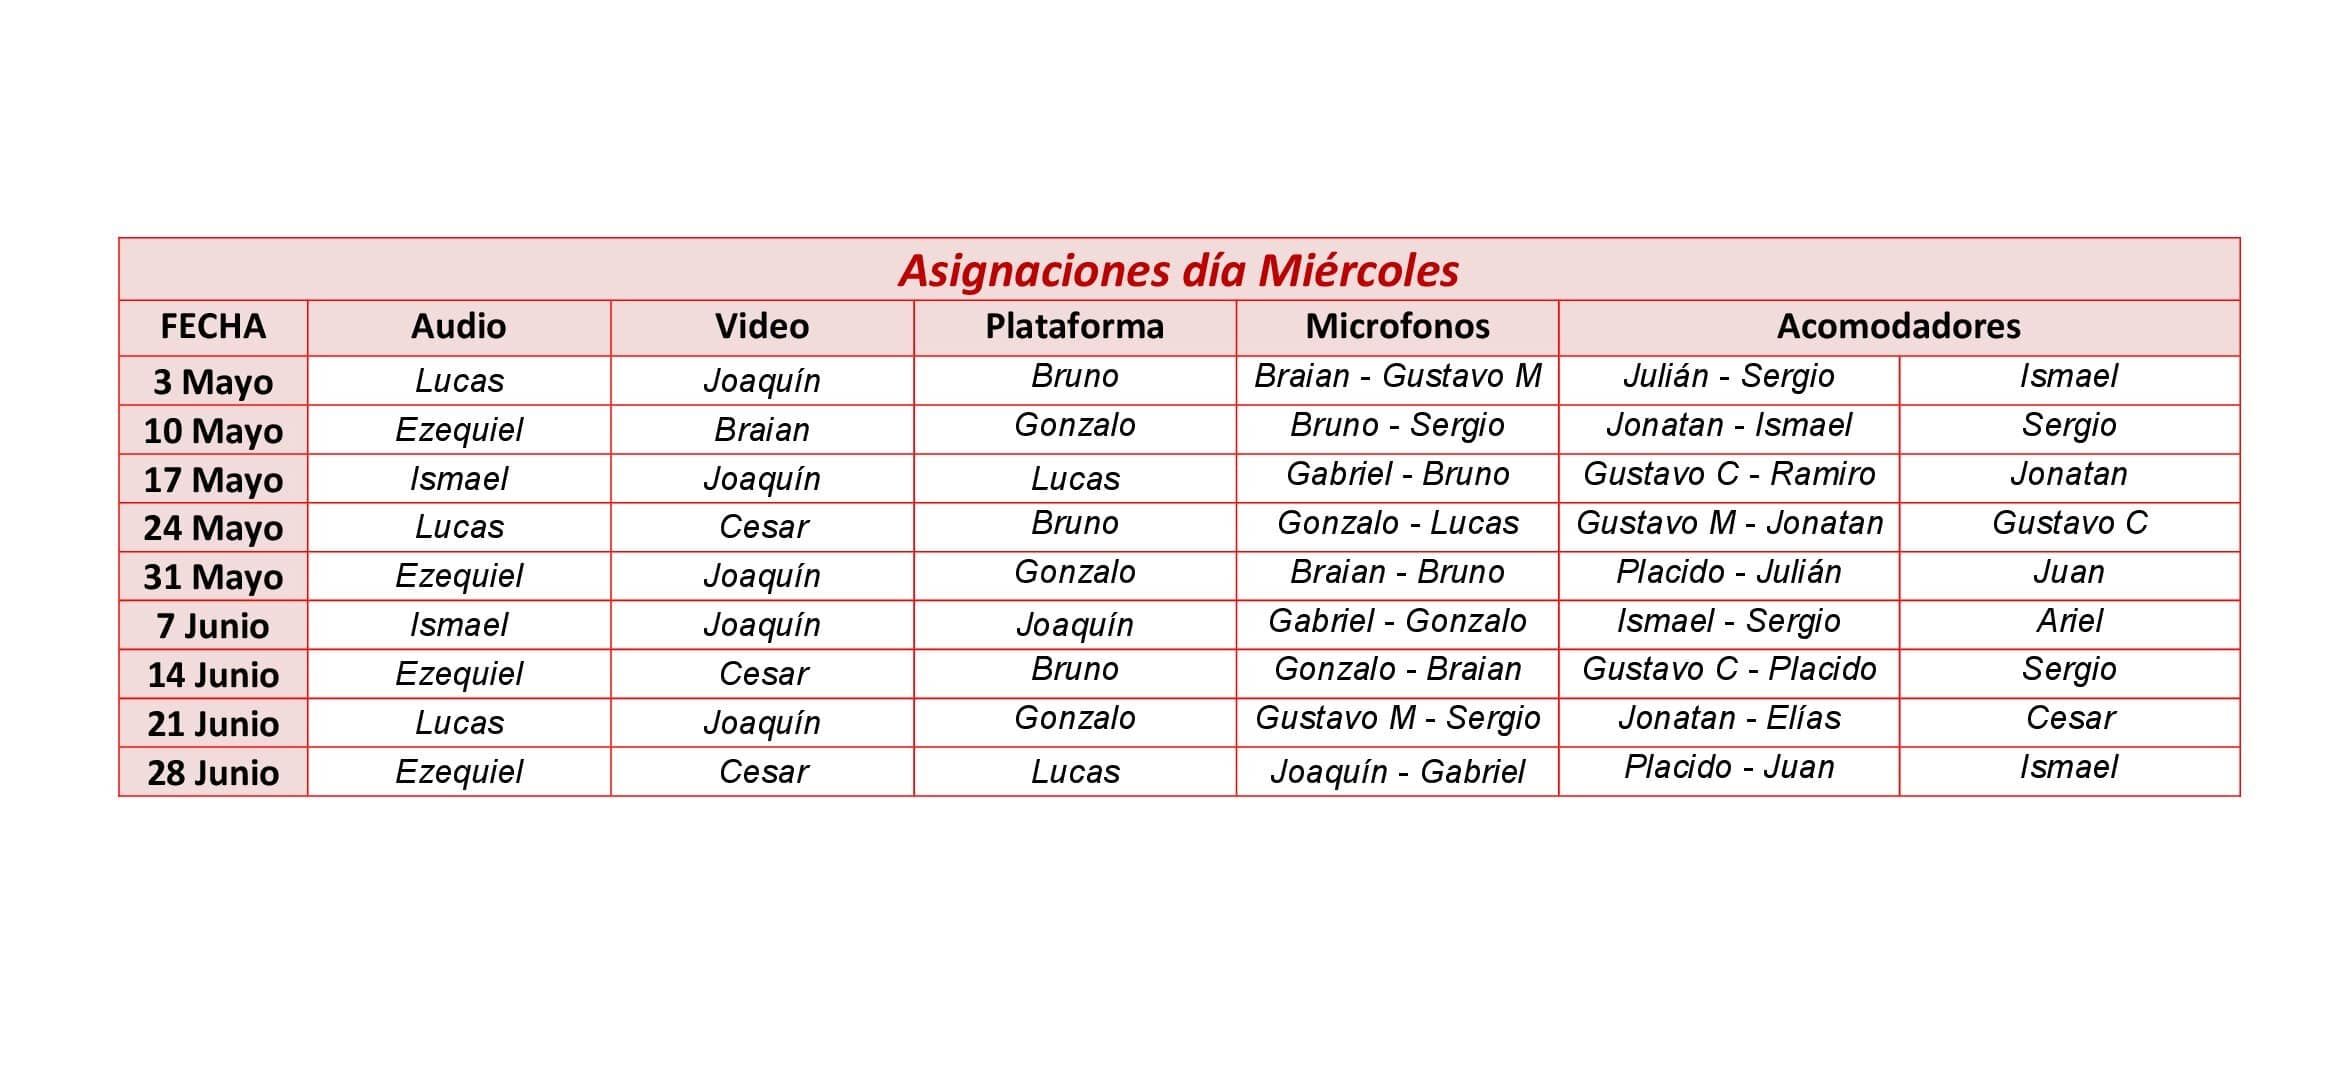 Asignaciones día Miércoles
FECHA Audio Video Plataforma Microfonos Acomodadores
3 Mayo Lucas Joaquín Bruno Braian - Gustavo M Julián - Sergio Ismael
10 Mayo Ezequiel Braian Gonzalo Bruno - Sergio Jonatan - Ismael Sergio
17 Mayo Ismael Joaquín Lucas Gabriel - Bruno Gustavo C - Ramiro Jonatan
24 Mayo Lucas Cesar Bruno Gonzalo - Lucas Gustavo M - Jonatan Gustavo C
31 Mayo Ezequiel Joaquín Gonzalo Braian - Bruno Placido - Julián Juan
7 Junio Ismael Joaquín Joaquín Gabriel - Gonzalo Ismael - Sergio Ariel
14 Junio Ezequiel Cesar Bruno Gonzalo - Braian Gustavo C - Placido Sergio
21 Junio Lucas Joaquín Gonzalo Gustavo M - Sergio Jonatan - Elías Cesar
28 Junio Ezequiel Cesar Lucas Joaquín - Gabriel Placido - Juan Ismael